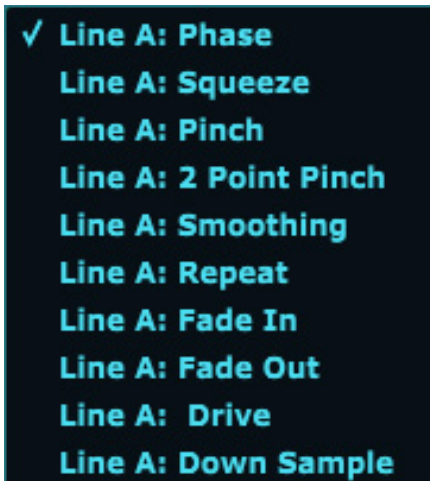 ✓ Line A: Phase
Line A: Squeeze
Line A: Pinch
Line A: 2 Point Pinch
Line A: Smoothing
Line A: Repeat
Line A: Fade In
Line A: Fade Out
Line A:  Drive
Line A: Down Sample